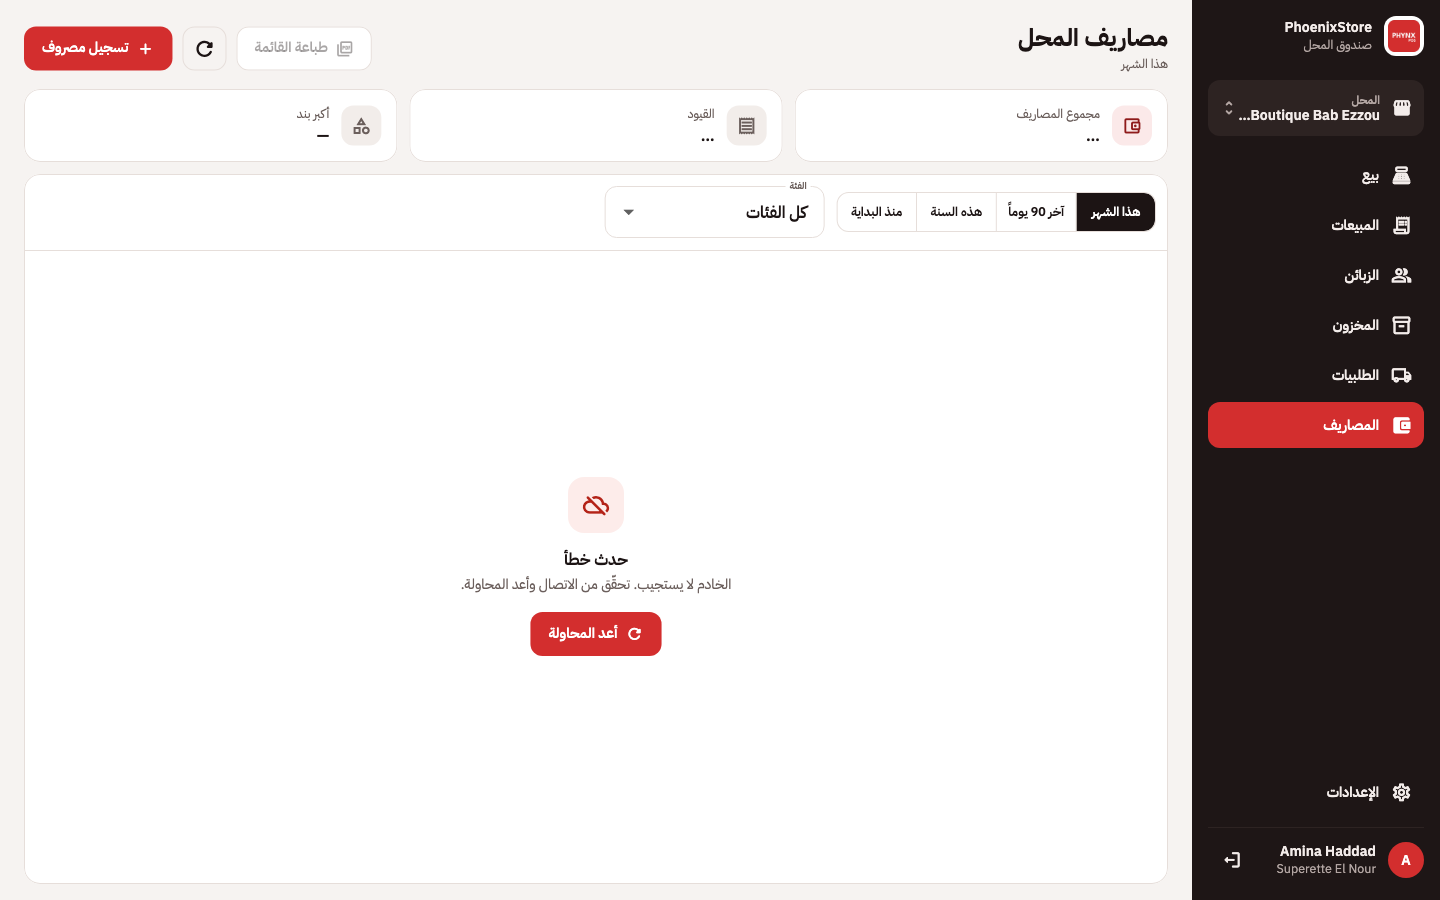 PhoenixStore
صندوق المحل
PHYNX
POS
المحل
Boutique Bab Ezzou...
بيع
المبيعات
الزبائن
المخزون
الطلبيات
المصاريف
الإعدادات
Amina Haddad
Superette El Nour
A
مصاريف المحل
هذا الشهر
طباعة القائمة
تسجيل مصروف
مجموع المصاريف
...
القيود
...
أكبر بند
—
هذا الشهر
آخر 90 يوماً
هذه السنة
منذ البداية
الفئة
كل الفئات
حدث خطأ
الخادم لا يستجيب. تحقّق من الاتصال وأعد المحاولة.
أعد المحاولة